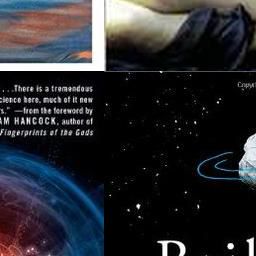 . . .There is a tremendous
science here, much of it new
." —from the foreword by
AM HANCOCK, author of
Fingerprints of the Gods
Copyri